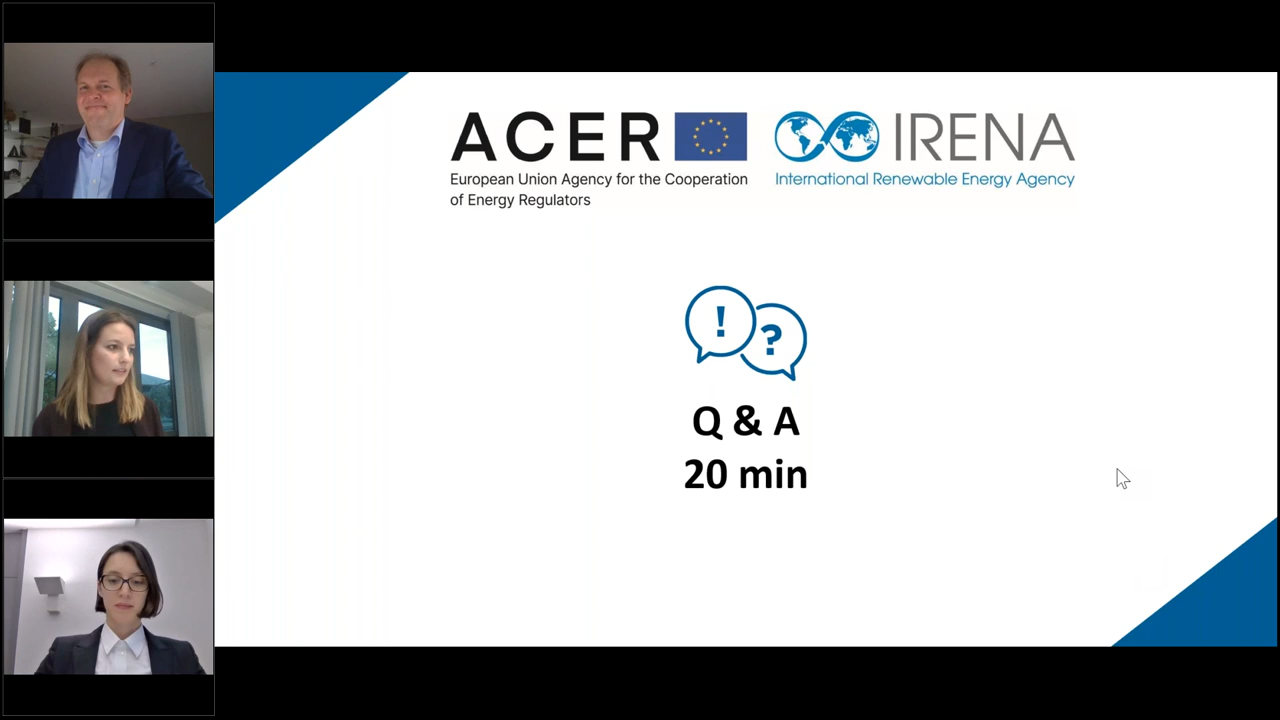 ACER
European Union Agency for the Cooperation
of Energy Regulators
IRENA
International Renewable Energy Agency
! ?
Q & A
20 min